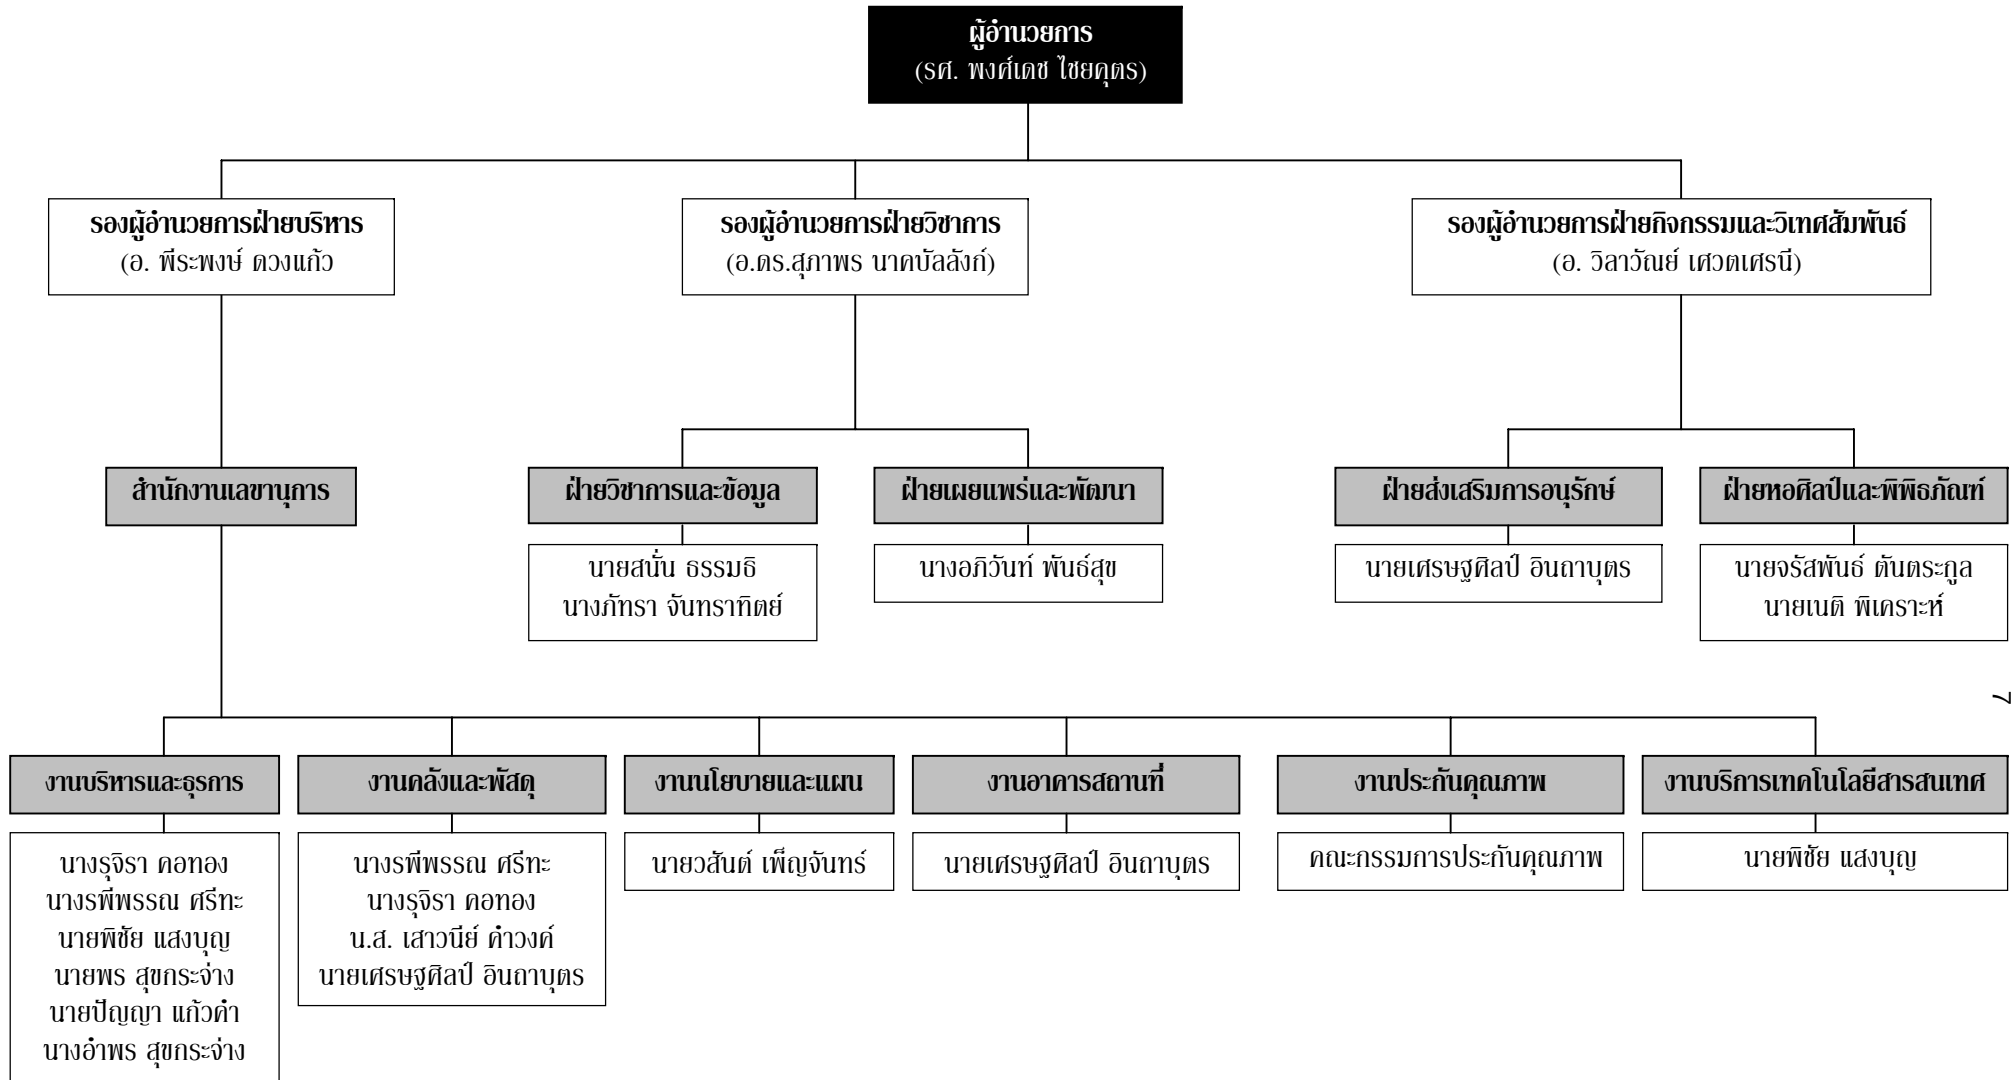 ผู้อำนวยการ
(รศ. พงศ์เดช ไชยคุตร)
รองผู้อำนวยการฝ่ายบริหาร
(อ. พีระพงษ์ ดวงแก้ว
รองผู้อำนวยการฝ่ายวิชาการ
(อ.ดร.สุภาพร นาคบัลลังก์)
รองผู้อำนวยการฝ่ายกิจกรรมและวิเทศสัมพันธ์
(อ. วิลาวัณย์ เศวตเศรนี)
สำนักงานเลขานุการ
ฝ่ายวิชาการและข้อมูล
นายสนั่น ธรรมธิ
นางภัทรา จันทราทิตย์
ฝ่ายเผยแพร่และพัฒนา
นางอภิวันท์ พันธ์สุข
ฝ่ายส่งเสริมการอนุรักษ์
นายเศรษฐศิลป์ อินถาบุตร
ฝ่ายหอศิลป์และพิพิธภัณฑ์
นายจรัสพันธ์ ตันตระกูล
นายเนติ พิเคราะห์
7
งานบริหารและธุรการ
นางรุจิรา คอทอง
นางรพีพรรณ ศรีทะ
นายพิชัย แสงบุญ
นายพร สุขกระจ่าง
นายปัญญา แก้วคำ
นางอำพร สุขกระจ่าง
งานคลังและพัสดุ
นางรพีพรรณ ศรีทะ
นางรุจิรา คอทอง
น.ส. เสาวนีย์ คำวงค์
นายเศรษฐศิลป์ อินถาบุตร
งานนโยบายและแผน
นายวสันต์ เพ็ญจันทร์
งานอาคารสถานที่
นายเศรษฐศิลป์ อินถาบุตร
งานประกันคุณภาพ
คณะกรรมการประกันคุณภาพ
งานบริการเทคโนโลยีสารสนเทศ
นายพิชัย แสงบุญ